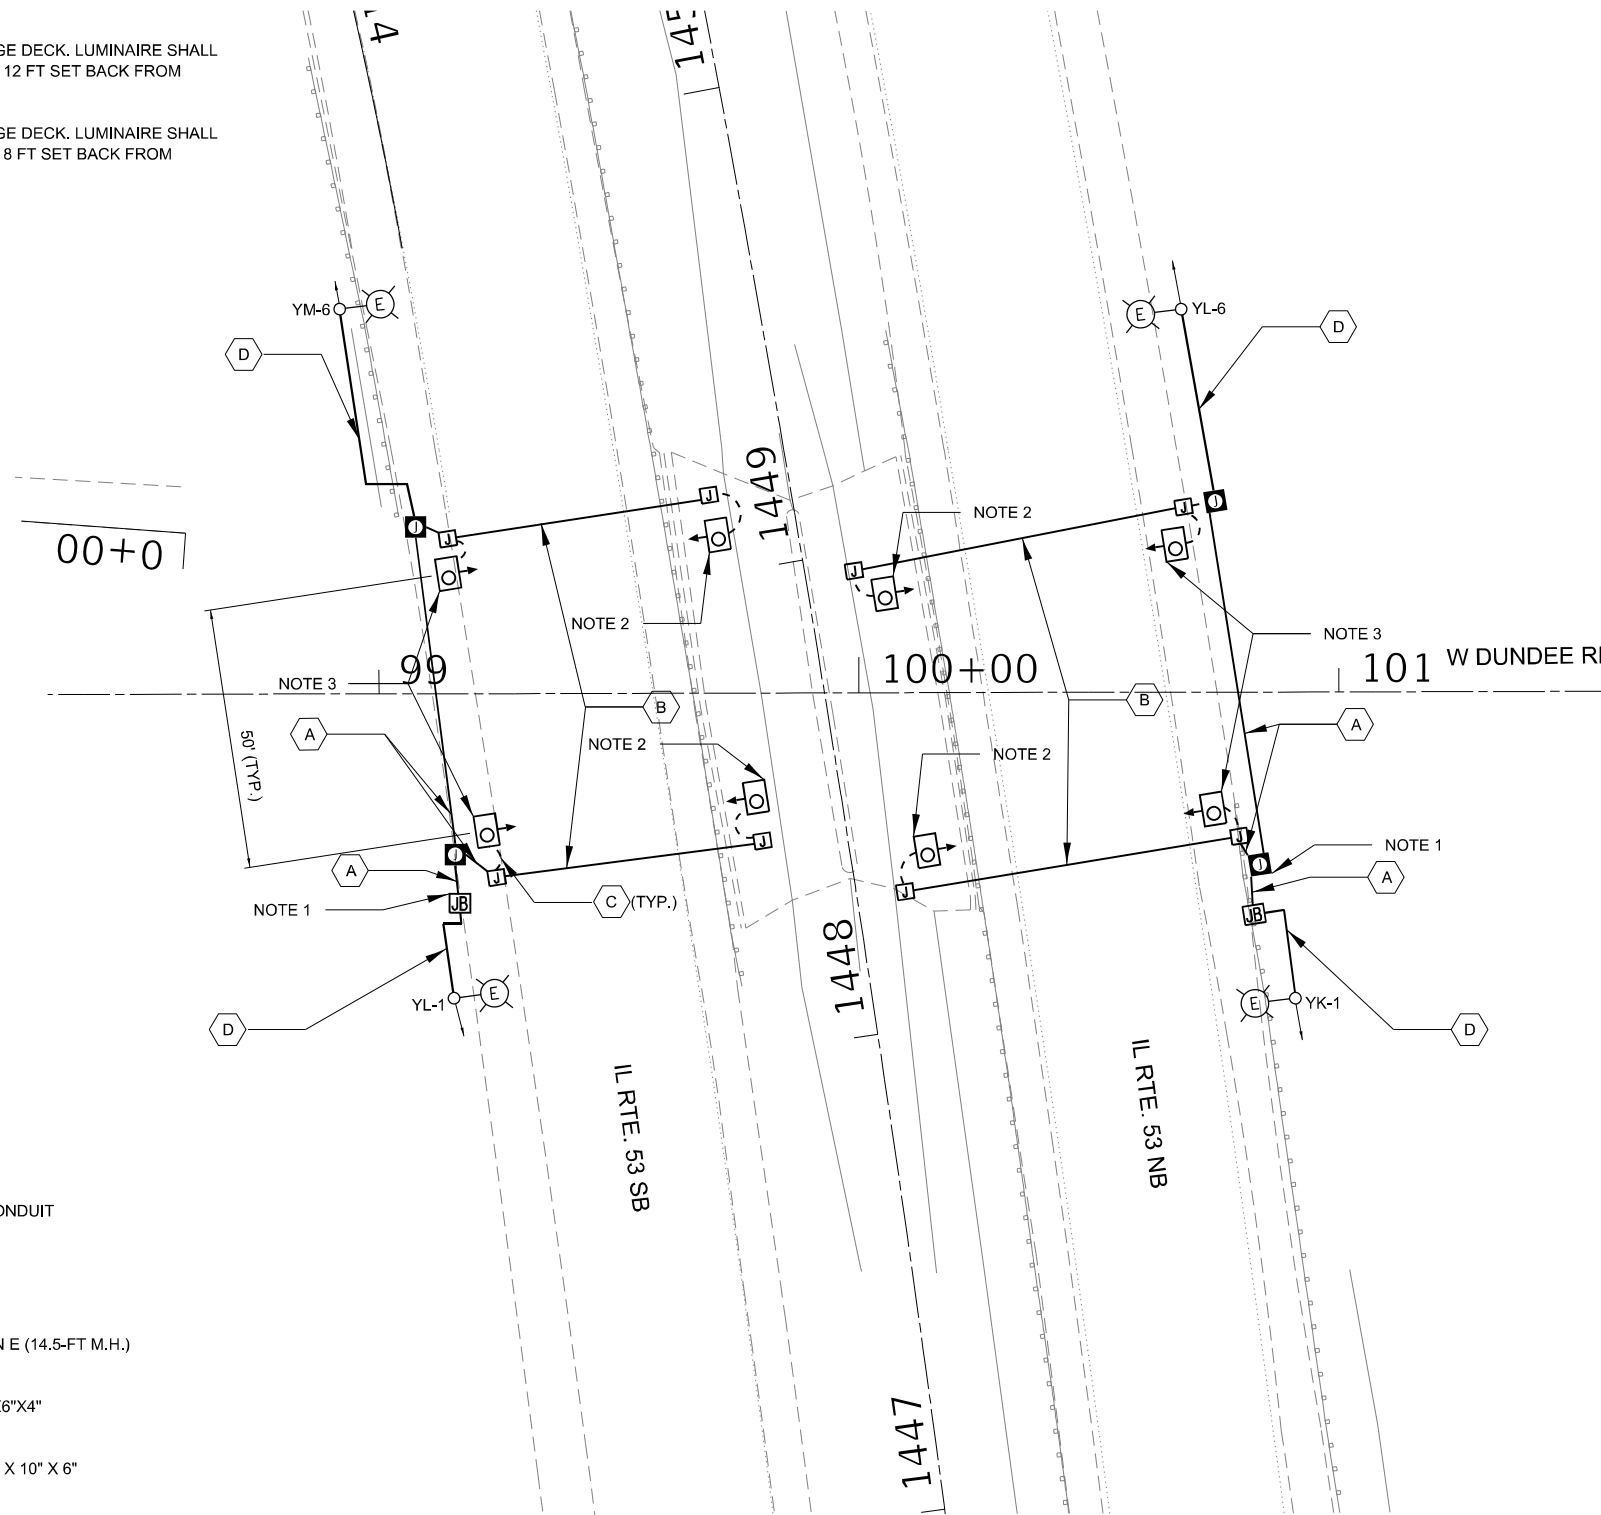 GE DECK. LUMINAIRE SHALL
12 FT SET BACK FROM
GE DECK. LUMINAIRE SHALL
8 FT SET BACK FROM
14
145
YM-6
E
E
YL-6
D
D
J
J
J
J
J
J
1449
NOTE 2
00+0
NOTE 2
NOTE 3
99
100+00
101
W DUNDEE
NOTE 3
B
B
A
A
50' (TYP.)
NOTE 2
NOTE 2
J
J
J
J
J
J
NOTE 1
A
A
NOTE 1
JB
C
(TYP.)
JB
1448
YL-1
E
E
YK-1
D
D
IL RTE. 53 SB
IL RTE. 53 NB
ONDUIT
N E (14.5-FT M.H.)
6"X4"
X 10" X 6"
1447